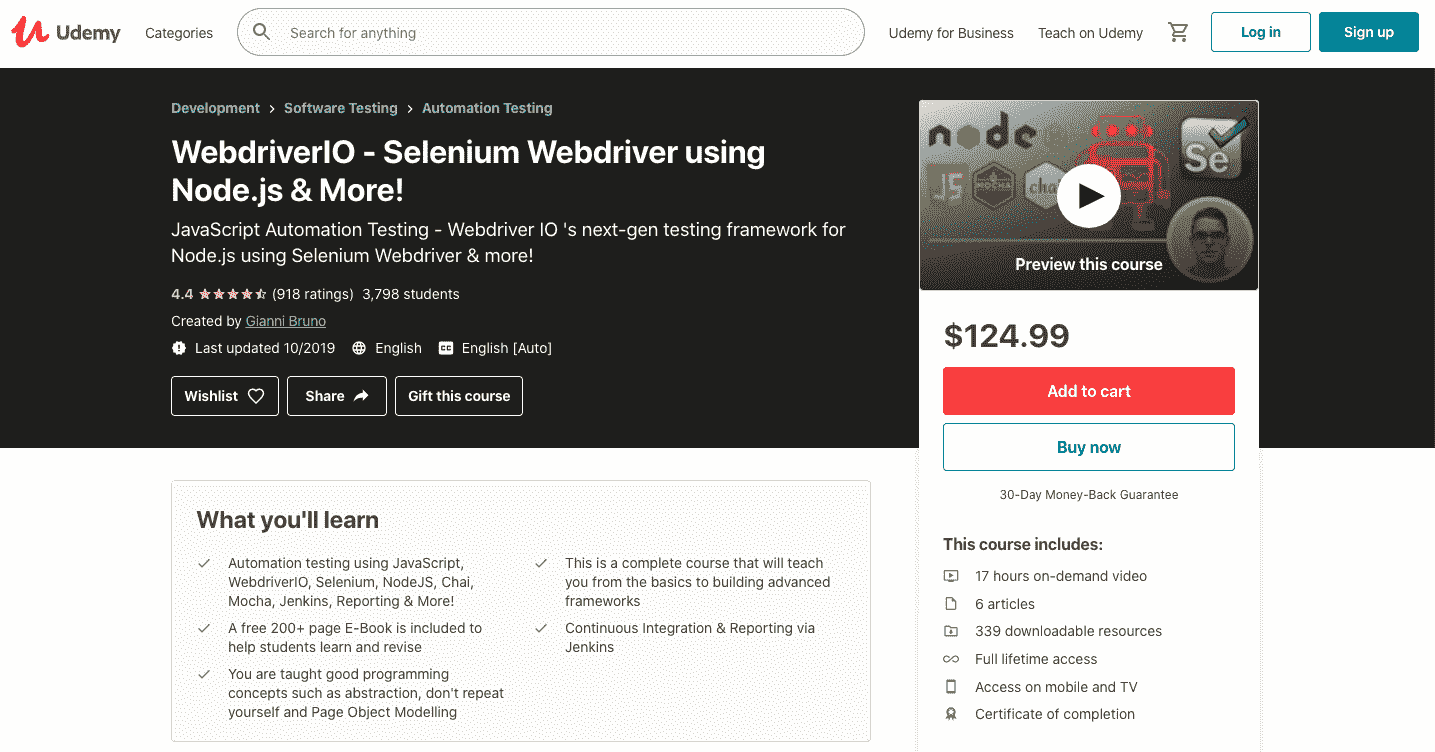 Udemy
Categories
Search for anything
Udemy for Business
Teach on Udemy
Log in
Sign up
Development > Software Testing > Automation Testing
WebdriverIO - Selenium Webdriver using
Node.js & More!
JavaScript Automation Testing - Webdriver IO 's next-gen testing framework for
Node.js using Selenium Webdriver & more!
4.4 (918 ratings) 3,798 students
Created by Gianni Bruno
Last updated 10/2019 English CC English [Auto]
Wishlist
Share
Gift this course
node
JS
MOCHA
chai
Se
Preview this course
$124.99
Add to cart
Buy now
30-Day Money-Back Guarantee
This course includes:
17 hours on-demand video
6 articles
339 downloadable resources
Full lifetime access
Access on mobile and TV
Certificate of completion
What you'll learn
Automation testing using JavaScript,
WebdriverIO, Selenium, NodeJS, Chai,
Mocha, Jenkins, Reporting & More!
A free 200+ page E-Book is included to
help students learn and revise
You are taught good programming
concepts such as abstraction, don't repeat
yourself and Page Object Modelling
This is a complete course that will teach
you from the basics to building advanced
frameworks
Continuous Integration & Reporting via
Jenkins